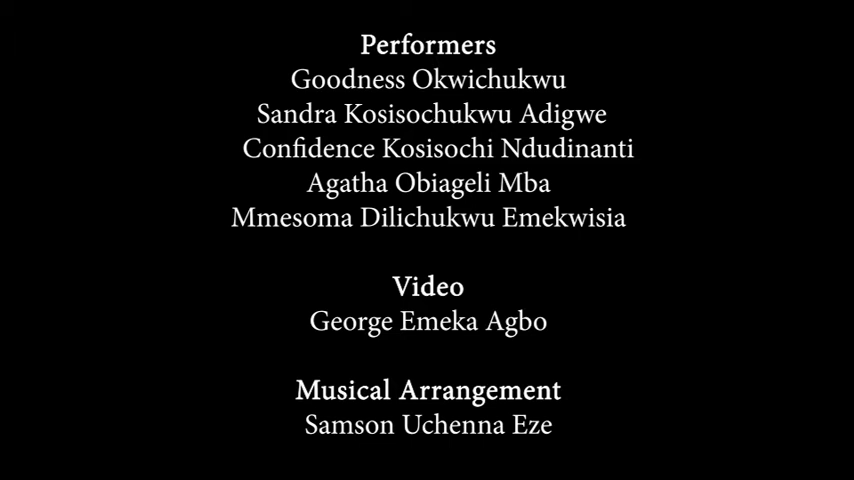 Performers
Goodness Okwichukwu
Sandra Kosisochukwu Adigwe
Confidence Kosisochi Ndudinanti
Agatha Obiageli Mba
Mmesoma Dilichukwu Emekwisia
Video
George Emeka Agbo
Musical Arrangement
Samson Uchenna Eze